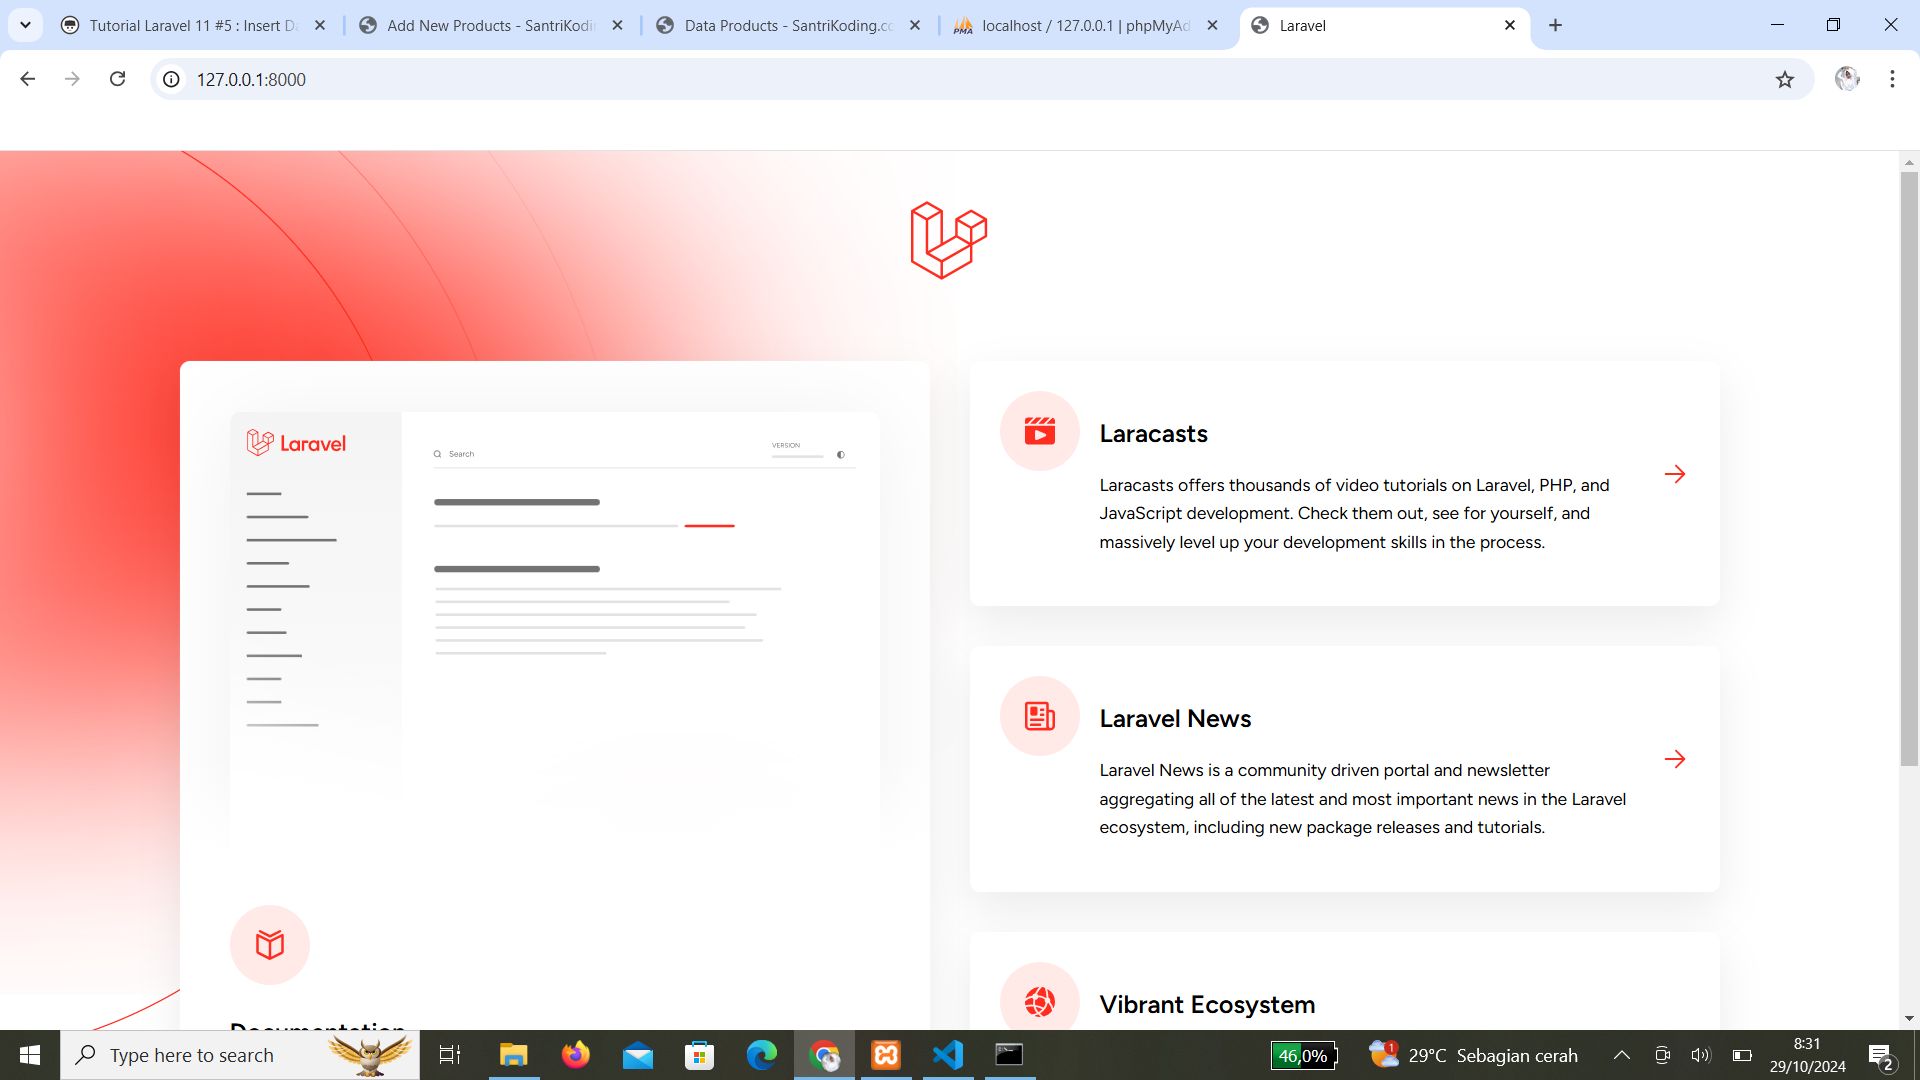 Tutorial Laravel 11 #5 : Insert Da
Add New Products - SantriKodin
Data Products - SantriKoding.co
localhost / 127.0.0.1 | phpMyAd
Laravel
127.0.0.1:8000
Laravel
Search
VERSION
Documentation
Laracasts
Laracasts offers thousands of video tutorials on Laravel, PHP, and
JavaScript development. Check them out, see for yourself, and
massively level up your development skills in the process.
Laravel News
Laravel News is a community driven portal and newsletter
aggregating all of the latest and most important news in the Laravel
ecosystem, including new package releases and tutorials.
Vibrant Ecosystem
Type here to search
46,0%
1
29°C Sebagian cerah
8:31
29/10/2024
2